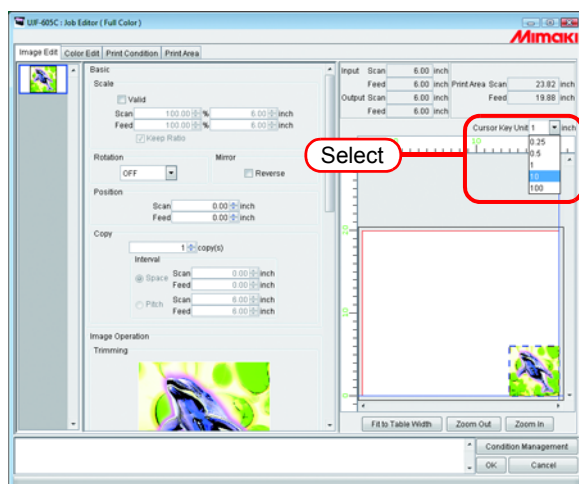 UJF-605C : Job Editor ( Full Color )
Mimaki
Image Edit Color Edit Print Condition Print Area
Basic
Scale
Valid
Scan 100.00 % 6.00 inch
Feed 100.00 % 6.00 inch
Keep Ratio
Rotation Mirror
OFF Reverse
Position
Scan 0.00 inch
Feed 0.00 inch
Copy
1 copy(s)
Interval
Space Scan 0.00 inch
Feed 0.00 inch
Pitch Scan 6.00 inch
Feed 6.00 inch
Image Operation
Trimming
Input Scan 6.00 inch
Feed 6.00 inch Print Area Scan 23.82 inch
Output Scan 6.00 inch Feed 19.88 inch
Feed 6.00 inch
Cursor Key Unit 1 inch
Select
10
0.25
0.5
1
10
100
20
10
0
Fit to Table Width Zoom Out Zoom In
Condition Management
OK Cancel